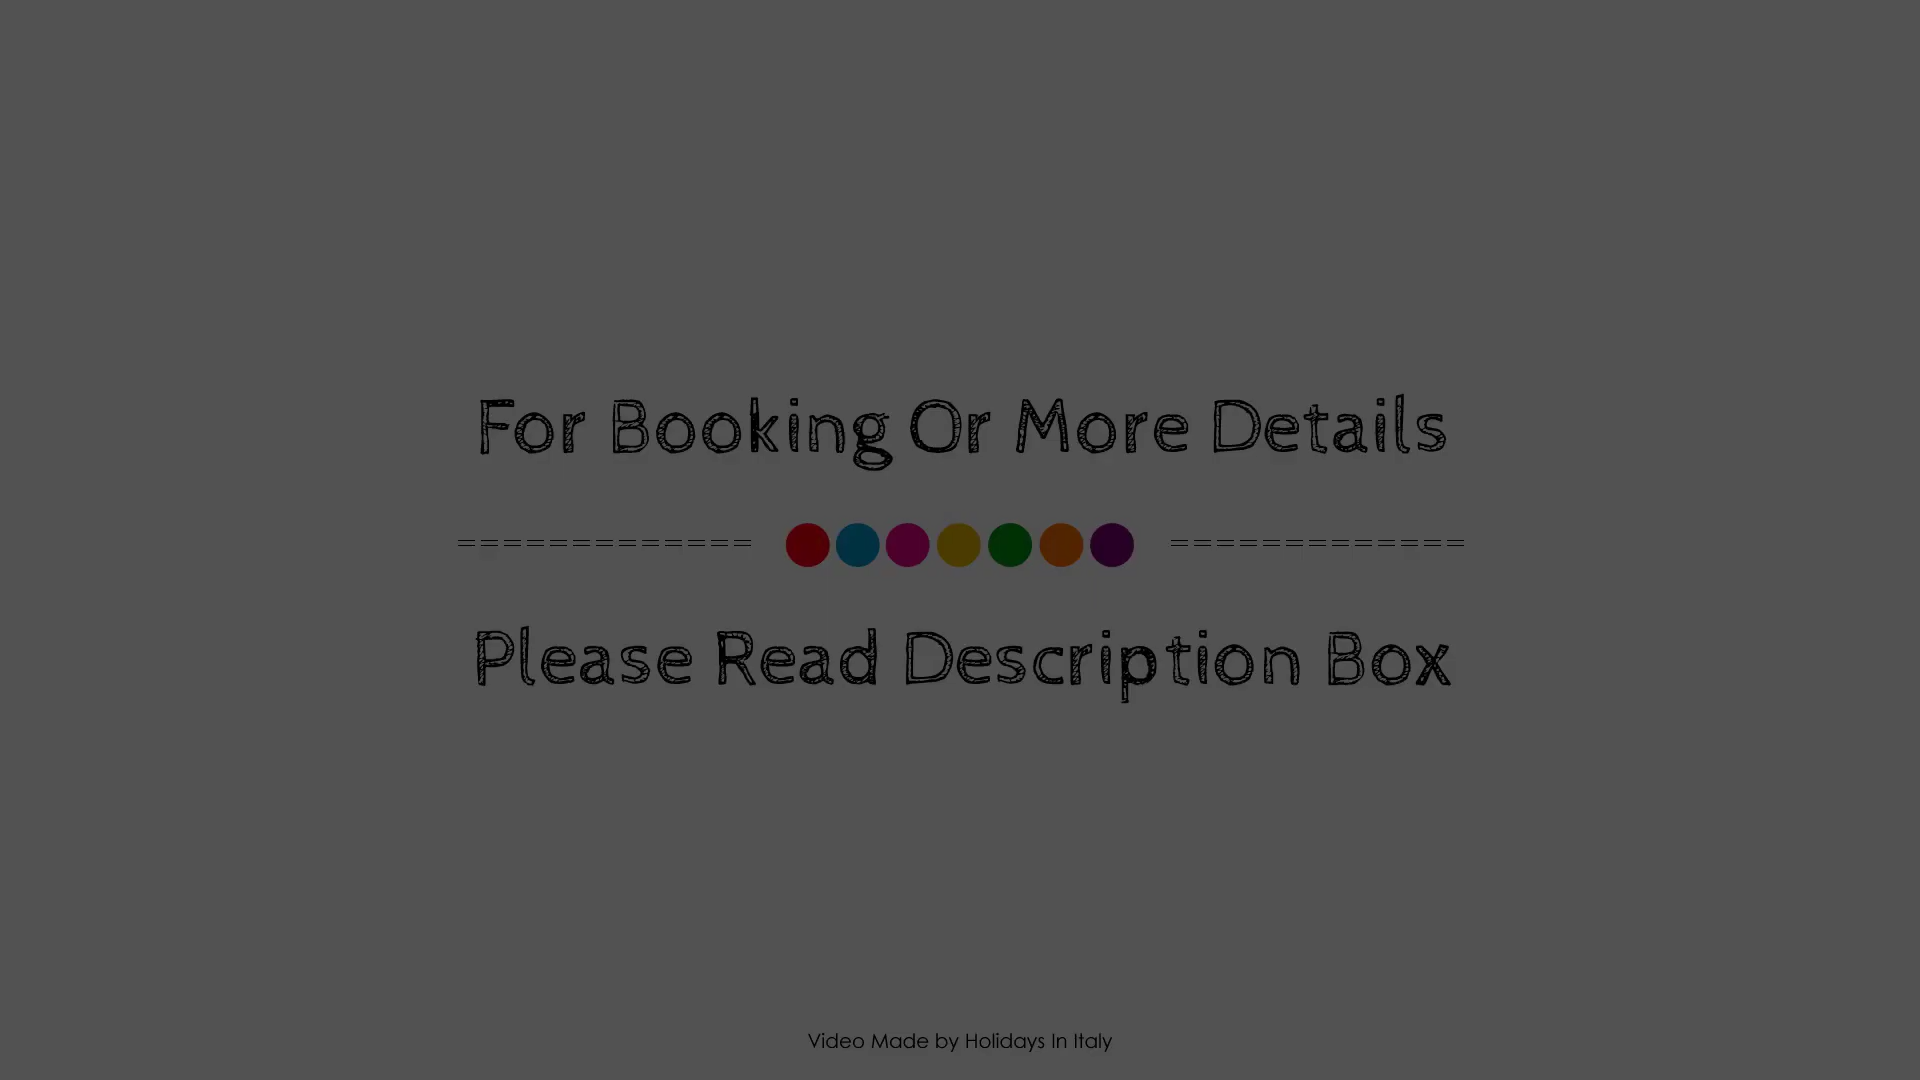 For Booking Or More Details
============= =============
Please Read Description Box
Video Made by Holidays In Italy